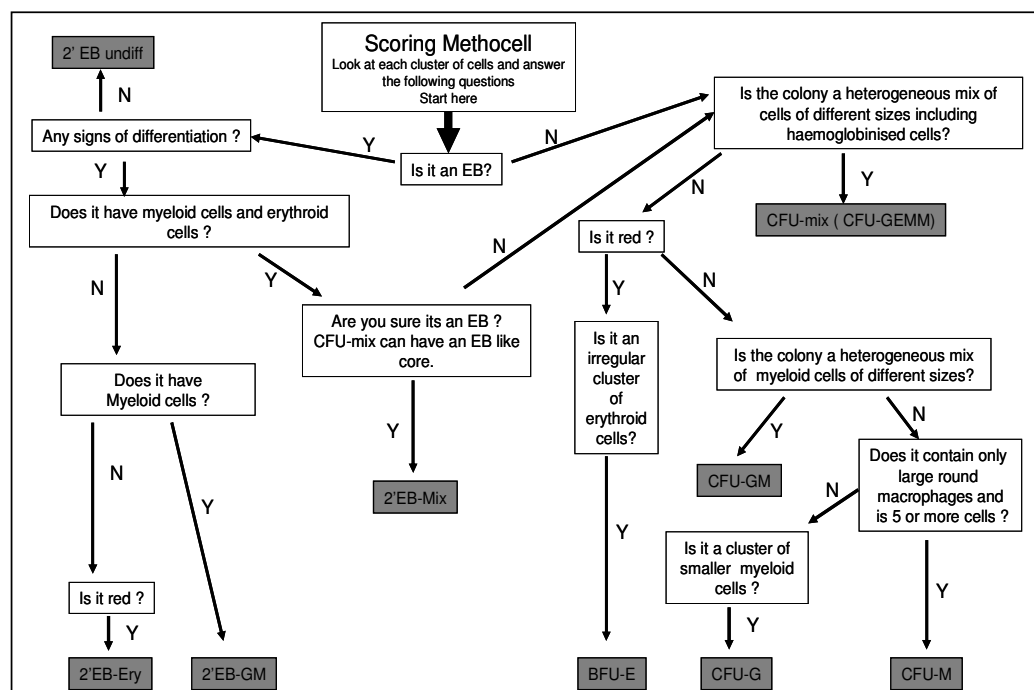 Scoring Methocell
Look at each cluster of cells and answer
the following questions
Start here
2' EB undiff
N
Any signs of differentiation ?
Y
Is it an EB?
N
Is the colony a heterogeneous mix of
cells of different sizes including
haemoglobinised cells?
Y
Does it have myeloid cells and erythroid
cells ?
N
Y
CFU-mix ( CFU-GEMM)
Is it red ?
N
Y
N
Y
N
Are you sure its an EB ?
CFU-mix can have an EB like
core.
Is it an
irregular
cluster
of
erythroid
cells?
Is the colony a heterogeneous mix
of myeloid cells of different sizes?
Does it have
Myeloid cells ?
Y
Y
N
CFU-GM
Does it contain only
large round
macrophages and
is 5 or more cells ?
N
2'EB-Mix
N
Y
Y
Is it a cluster of
smaller myeloid
cells ?
Is it red ?
Y
Y
Y
2'EB-Ery
2'EB-GM
BFU-E
CFU-G
CFU-M